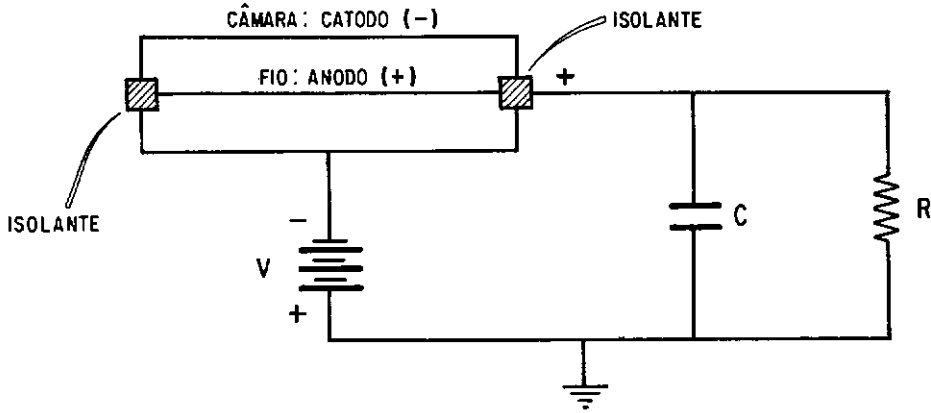 CÂMARA: CATODO (-)
ISOLANTE
FIO: ANODO (+)
+
ISOLANTE
-
V
+
C
R